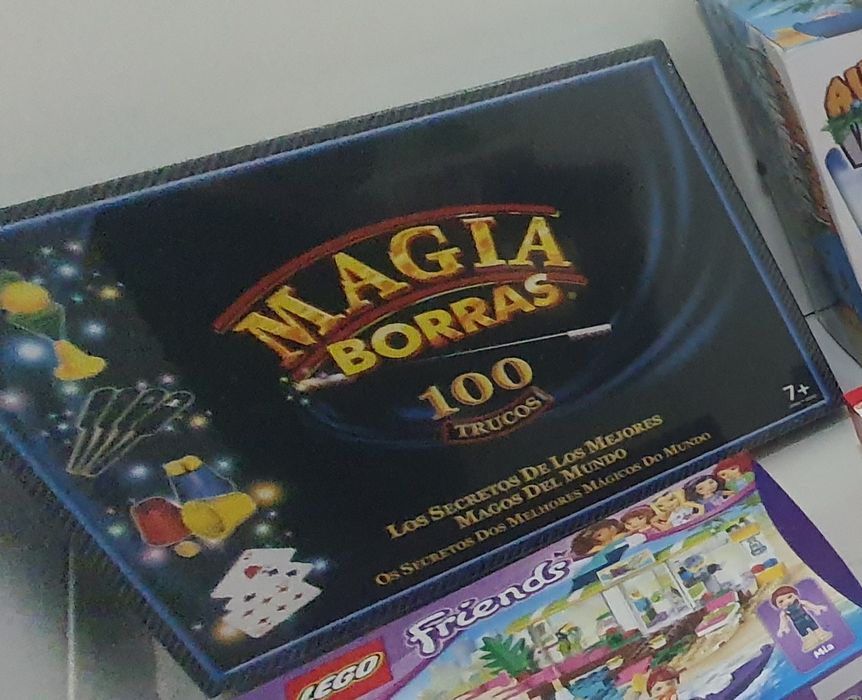 MAGIA
BORRAS
100
TRUCOS
7+
LOS SECRETOS DE LOS MEJORES
MAGOS DEL MUNDO
OS SECRETOS DOS MELHORES MÁGICOS DO MUNDO
LEGO Friends
Mia